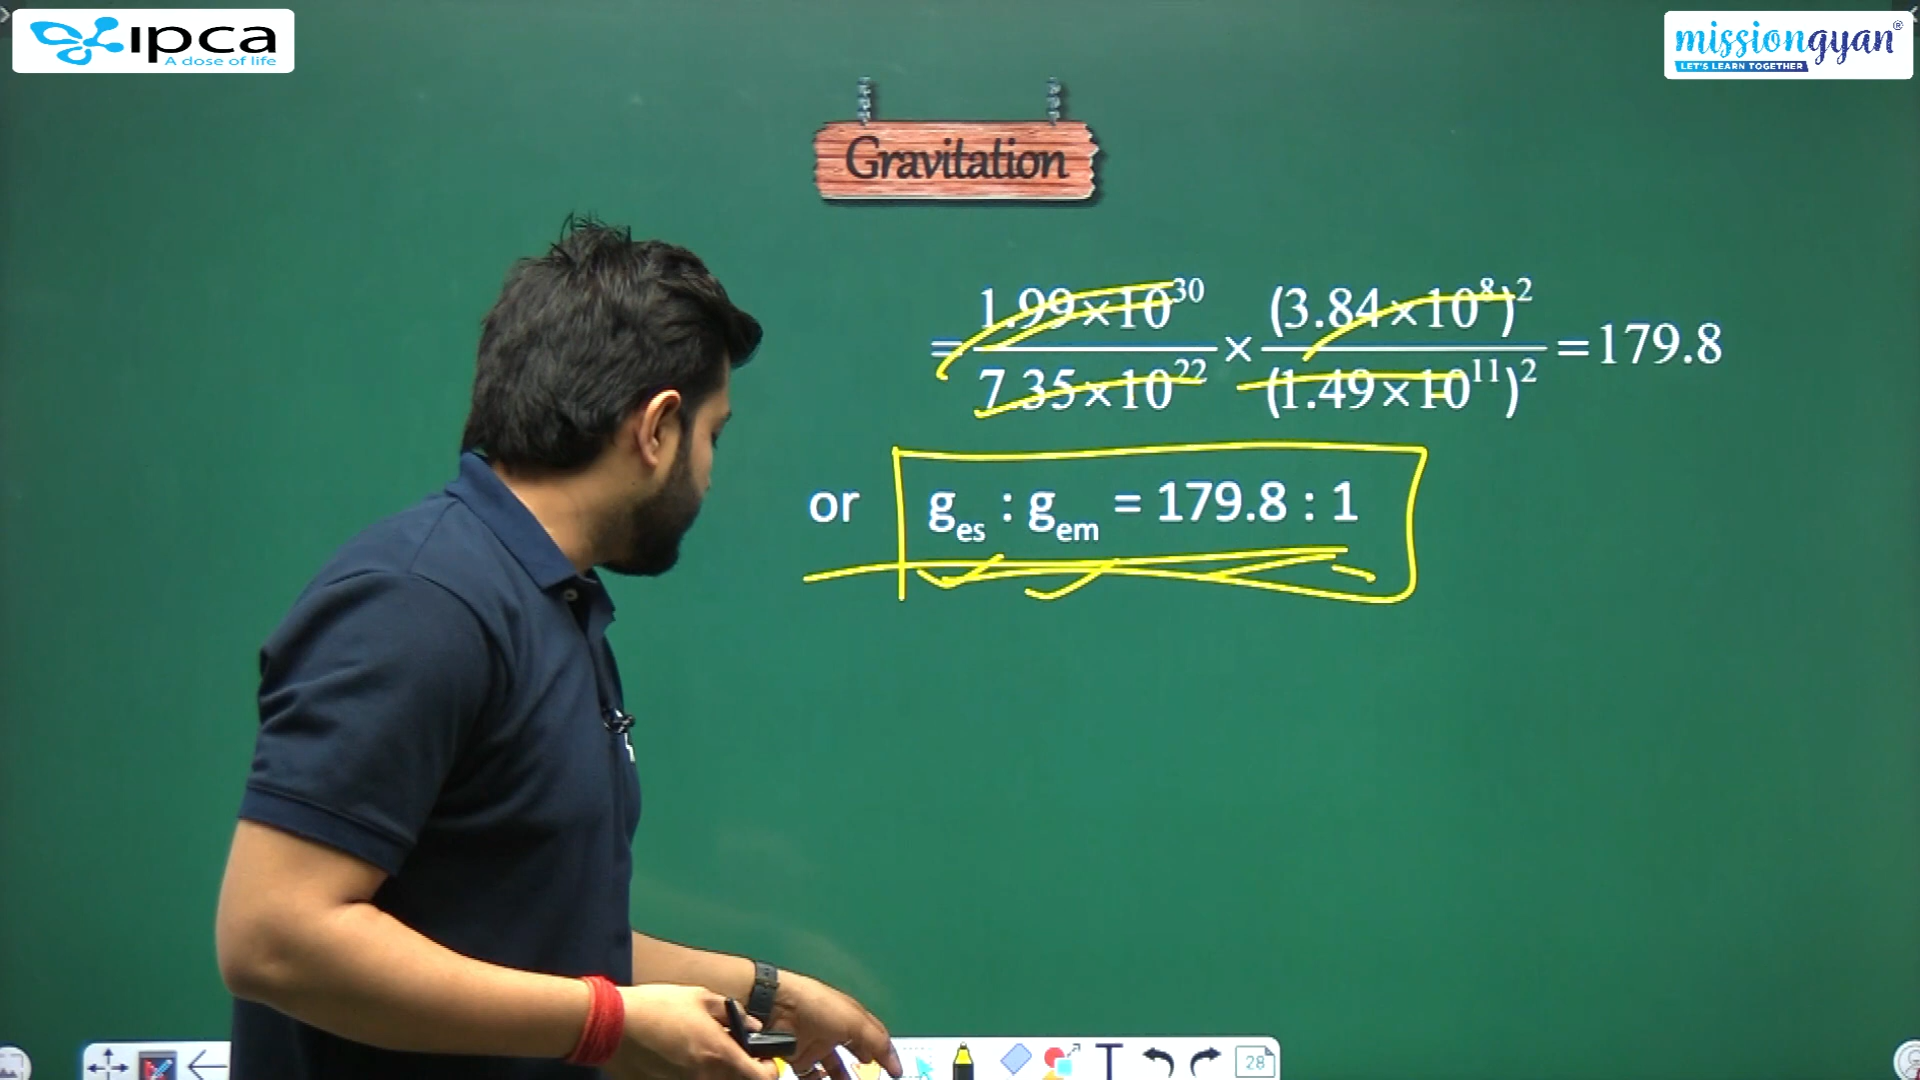 ipca
A dose of life
missiongyan®
LET'S LEARN TOGETHER
Gravitation
= 1.99×10³⁰ / 7.35×10²² × (3.84×10⁸)² / (1.49×10¹¹)² = 179.8
or g_es : g_em = 179.8 : 1
T
28